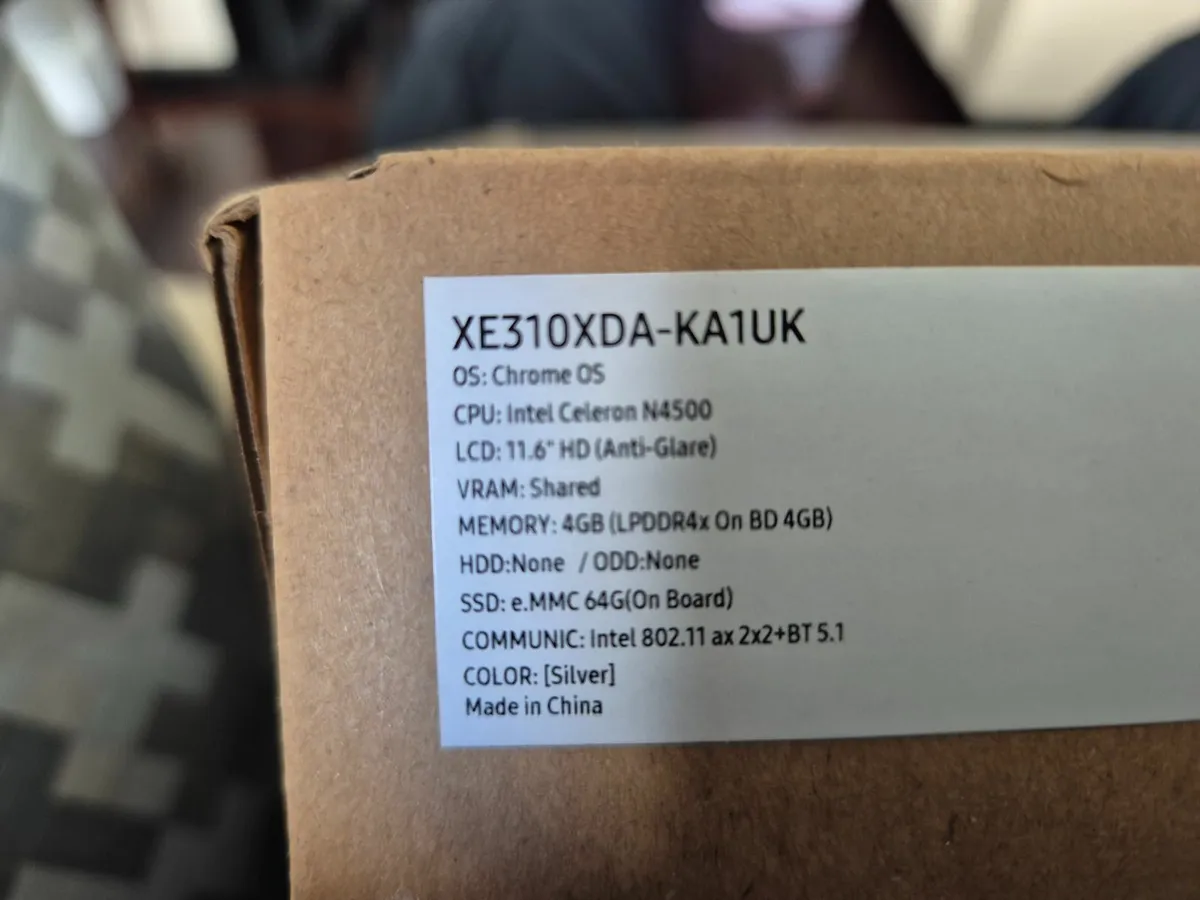 XE310XDA-KA1UK
OS: Chrome OS
CPU: Intel Celeron N4500
LCD: 11.6" HD (Anti-Glare)
VRAM: Shared
MEMORY: 4GB (LPDDR4x On BD 4GB)
HDD:None / ODD:None
SSD: e.MMC 64G(On Board)
COMMUNIC: Intel 802.11 ax 2x2+BT 5.1
COLOR: [Silver]
Made in China